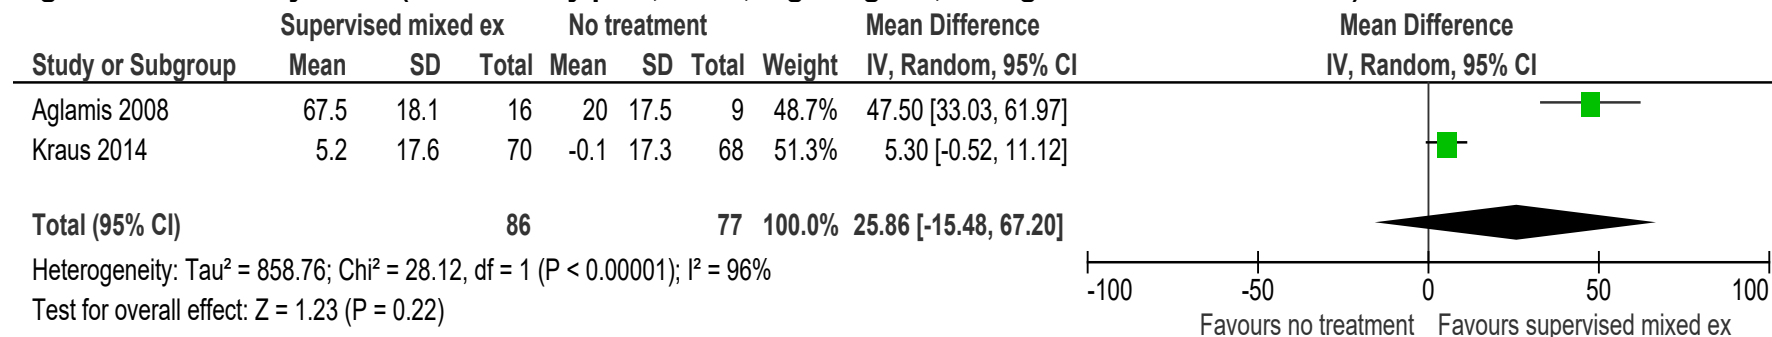 Supervised mixed ex No treatment Mean Difference Mean Difference
Study or Subgroup Mean SD Total Mean SD Total Weight IV, Random, 95% CI IV, Random, 95% CI
Aglamis 2008 67.5 18.1 16 20 17.5 9 48.7% 47.50 [33.03, 61.97]
Kraus 2014 5.2 17.6 70 -0.1 17.3 68 51.3% 5.30 [-0.52, 11.12]
Total (95% CI) 86 77 100.0% 25.86 [-15.48, 67.20]
Heterogeneity: Tau² = 858.76; Chi² = 28.12, df = 1 (P < 0.00001); I² = 96%
Test for overall effect: Z = 1.23 (P = 0.22)
-100 -50 0 50 100
Favours no treatment Favours supervised mixed ex